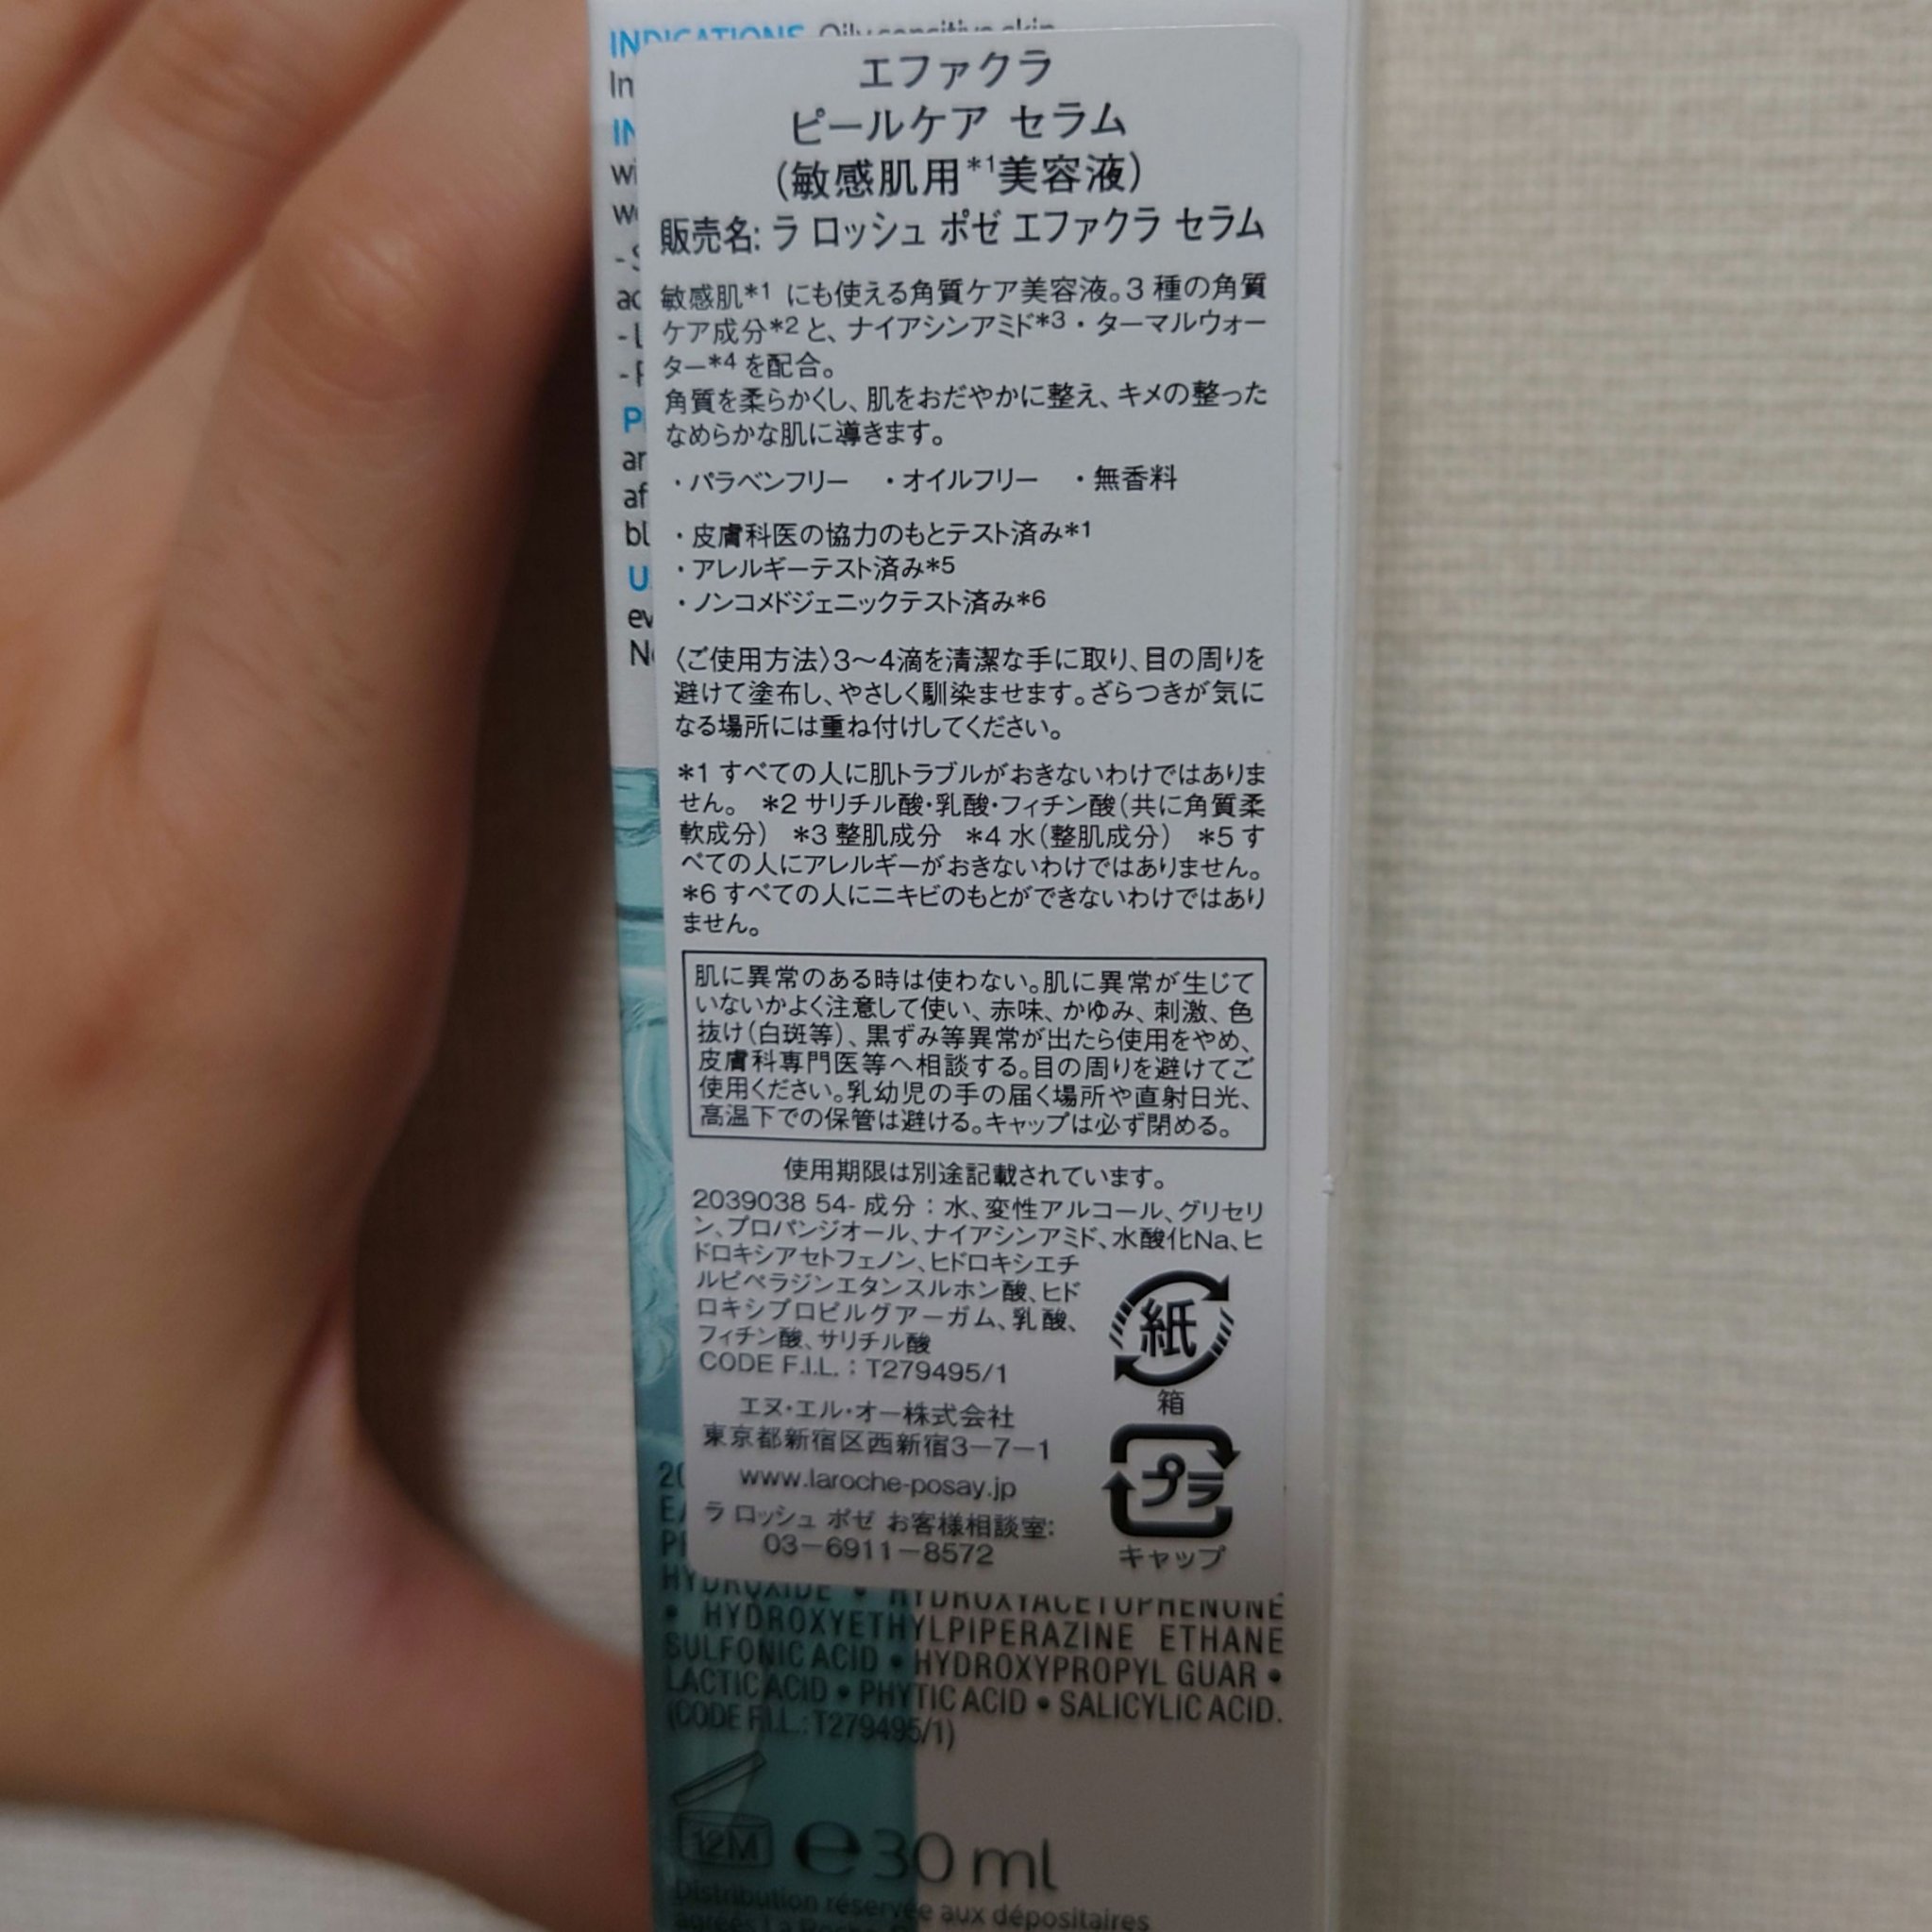 INDICATIONS Oily sensitive skin
エファクラ
ピールケア セラム
(敏感肌用*1美容液)
販売名: ラ ロッシュ ポゼ エファクラ セラム
敏感肌*1 にも使える角質ケア美容液。3 種の角質
ケア成分*2 と、ナイアシンアミド*3・ターマルウォー
ター*4 を配合。
角質を柔らかくし、肌をおだやかに整え、キメの整った
なめらかな肌に導きます。
・パラベンフリー ・オイルフリー ・無香料
・皮膚科医の協力のもとテスト済み*1
・アレルギーテスト済み*5
・ノンコメドジェニックテスト済み*6
〈ご使用方法〉3〜4滴を清潔な手に取り、目の周りを
避けて塗布し、やさしく馴染ませます。ざらつきが気に
なる場所には重ね付けしてください。
*1 すべての人に肌トラブルがおきないわけではありま
せん。 *2 サリチル酸・乳酸・フィチン酸(共に角質柔
軟成分) *3 整肌成分 *4 水(整肌成分) *5 す
べての人にアレルギーがおきないわけではありません。
*6 すべての人にニキビのもとができないわけではあり
ません。
肌に異常のある時は使わない。肌に異常が生じて
いないかよく注意して使い、赤味、かゆみ、刺激、色
抜け(白斑等)、黒ずみ等異常が出たら使用をやめ、
皮膚科専門医等へ相談する。目の周りを避けてご
使用ください。乳幼児の手の届く場所や直射日光、
高温下での保管は避ける。キャップは必ず閉める。
使用期限は別途記載されています。
2039038 54- 成分：水、変性アルコール、グリセリ
ン、プロパンジオール、ナイアシンアミド、水酸化Na、ヒ
ドロキシアセトフェノン、ヒドロキシエチ
ルピペラジンエタンスルホン酸、ヒド
ロキシプロピルグアーガム、乳酸、
フィチン酸、サリチル酸
CODE F.I.L.：T279495/1
紙
箱
エヌ・エル・オー株式会社
東京都新宿区西新宿3-7-1
www.laroche-posay.jp
ラ ロッシュ ポゼ お客様相談室:
03-6911-8572
プラ
キャップ
HYDROXIDE • HYDROXYACETOPHENONE
• HYDROXYETHYLPIPERAZINE ETHANE
SULFONIC ACID • HYDROXYPROPYL GUAR •
LACTIC ACID • PHYTIC ACID • SALICYLIC ACID.
(CODE F.I.L.: T279495/1)
12M
e 30 ml
Distribution réservée aux dépositaires
agréés La Roche-